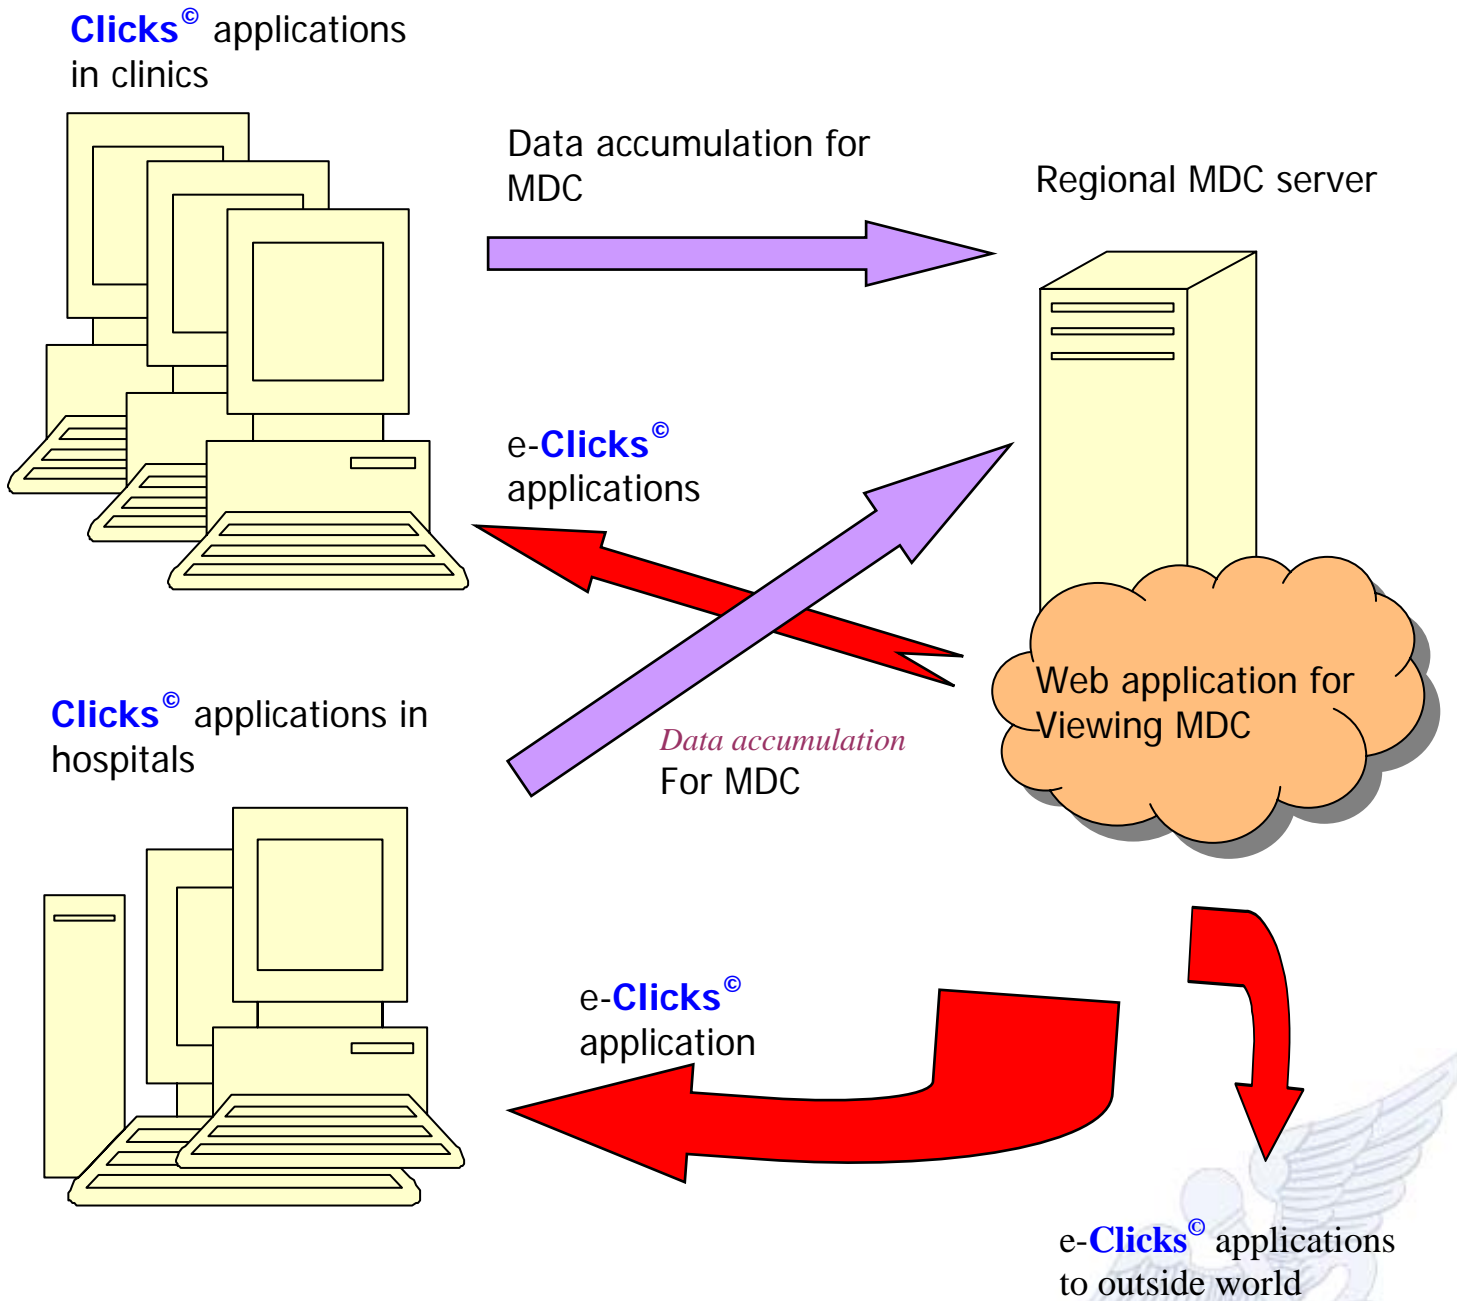 Clicks© applications
in clinics
Data accumulation for
MDC
Regional MDC server
e-Clicks©
applications
Clicks© applications in
hospitals
Data accumulation
For MDC
Web application for
Viewing MDC
e-Clicks©
application
e-Clicks© applications
to outside world